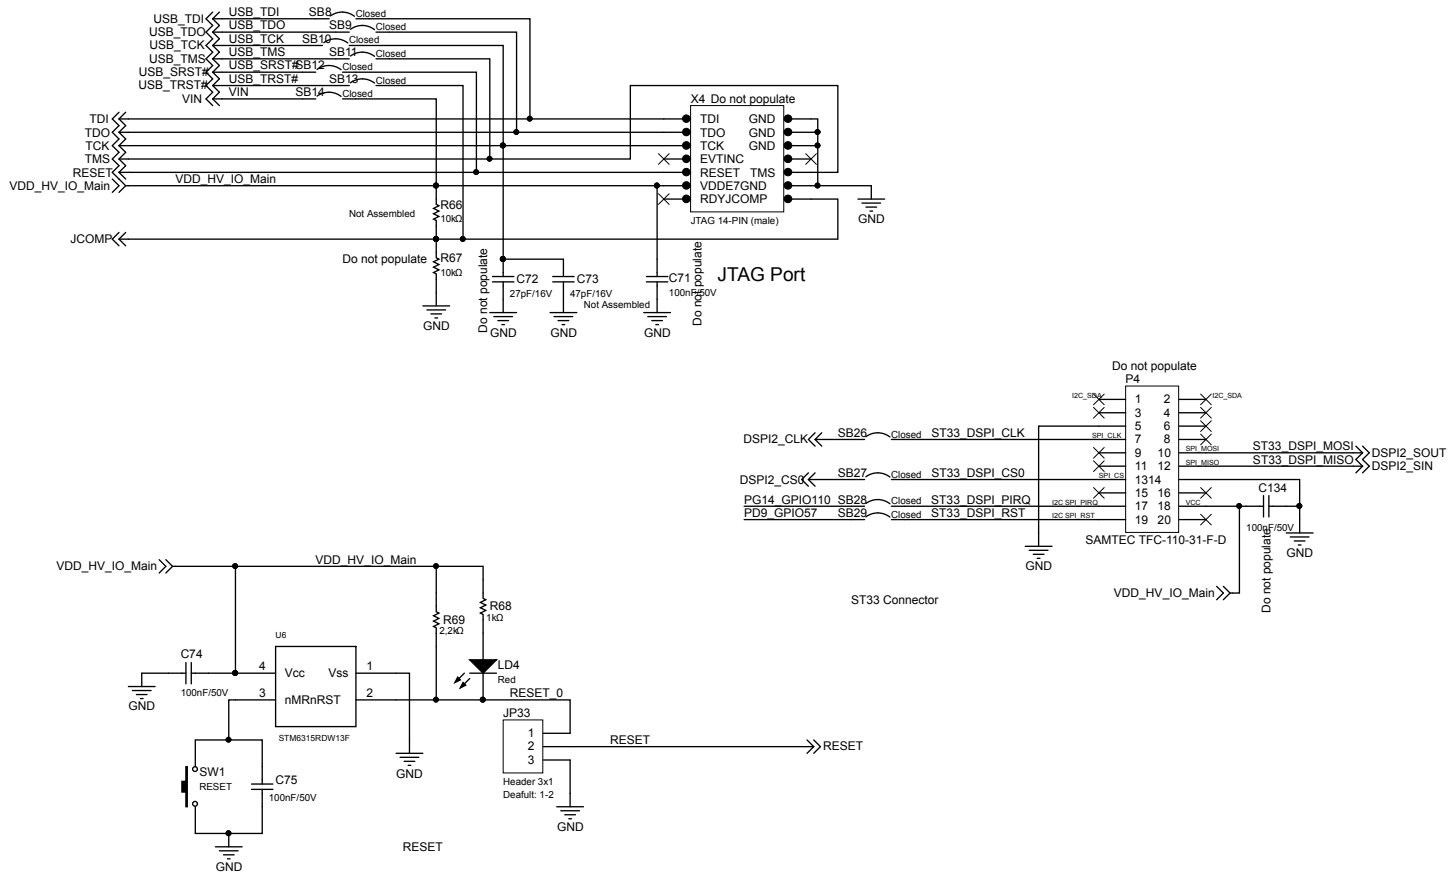 USB_TDI USB_TDI SB8 Closed
USB_TDO USB_TDO SB9 Closed
USB_TCK USB_TCK SB10 Closed
USB_TMS USB_TMS SB11 Closed
USB_SRST# USB_SRST# SB12 Closed
USB_TRST# USB_TRST# SB13 Closed
VIN VIN SB14 Closed
X4 Do not populate
TDI TDI GND
TDO TDO GND
TCK TCK GND
TMS EVTINC
RESET RESET TMS
VDD_HV_IO_Main VDD_HV_IO_Main VDDE7GND
RDYJCOMP
JTAG 14-PIN (male)
GND
Not Assembled
R66
10kΩ
JCOMP
Do not populate
R67
10kΩ
GND
Do not populate
C72
27pF/16V
GND
C73
47pF/16V
Not Assembled
GND
C71
100nF/50V
Do not populate
GND
JTAG Port
Do not populate
P4
I2C_SDA 1 2 I2C_SDA
3 4
5 6
DSPI2_CLK SB26 Closed ST33_DSPI_CLK SPI_CLK 7 8
9 10 SPI_MOSI ST33_DSPI_MOSI DSPI2_SOUT
11 12 SPI_MISO ST33_DSPI_MISO DSPI2_SIN
DSPI2_CS0 SB27 Closed ST33_DSPI_CS0 SPI_CS 1314
15 16
PG14_GPIO110 SB28 Closed ST33_DSPI_PIRQ I2C SPI_PIRQ 17 18 VCC
PD9_GPIO57 SB29 Closed ST33_DSPI_RST I2C SPI_RST 19 20
SAMTEC TFC-110-31-F-D
C134
100nF/50V
Do not populate
GND
GND
VDD_HV_IO_Main
ST33 Connector
VDD_HV_IO_Main VDD_HV_IO_Main
R69
2,2kΩ
R68
1kΩ
U6
C74
100nF/50V
GND
4 Vcc Vss 1
3 nMRnRST 2
STM6315RDW13F
LD4
Red
RESET_0
JP33
1
2 RESET RESET
3
Header 3x1
Deafult: 1-2
GND
GND
SW1
RESET
C75
100nF/50V
GND
RESET